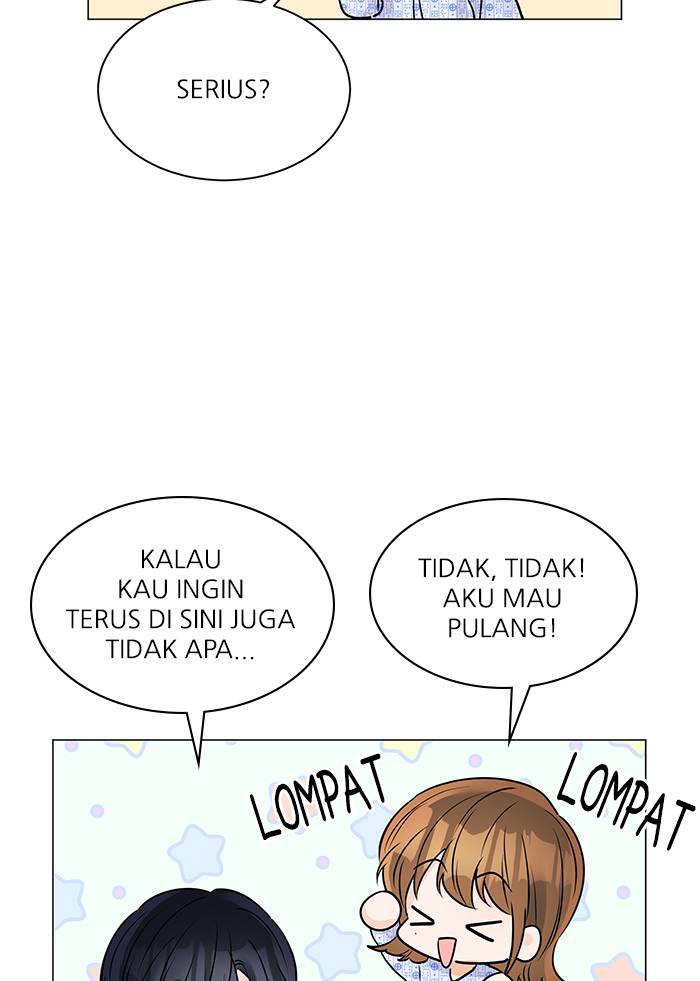 SERIUS?
KALAU
KAU INGIN
TERUS DI SINI JUGA
TIDAK APA...
TIDAK, TIDAK!
AKU MAU
PULANG!
LOMPAT
LOMPAT